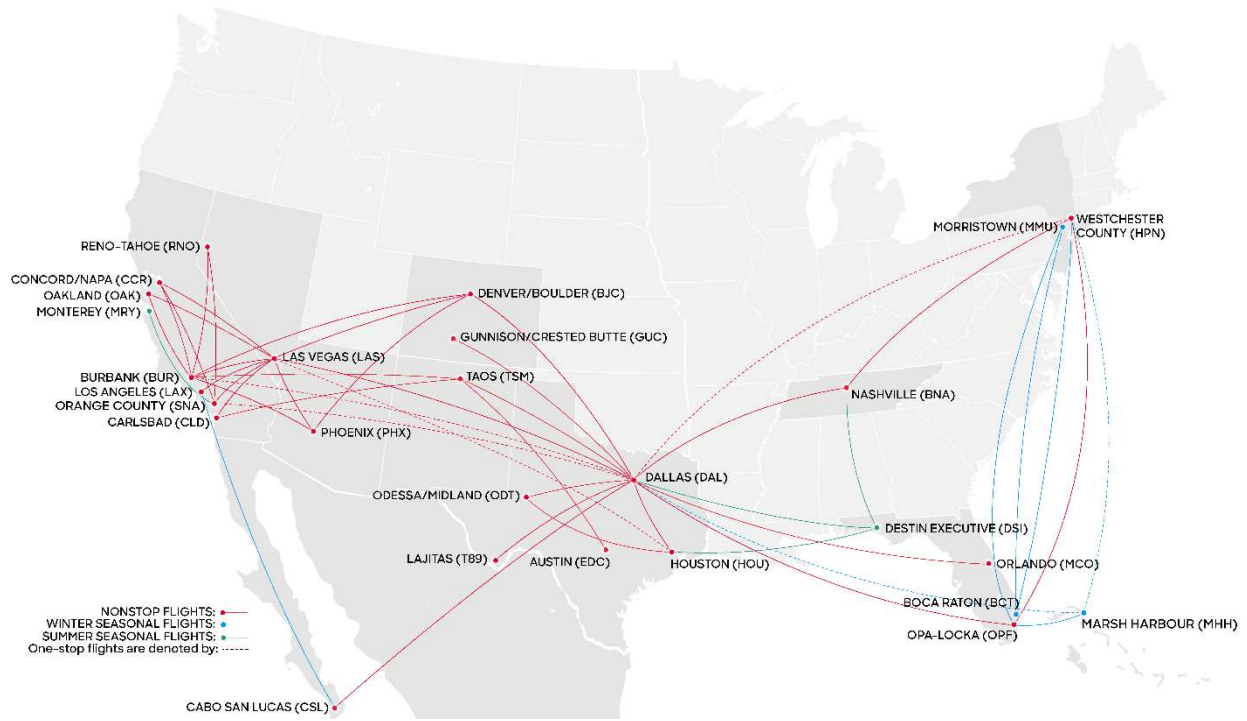 RENO-TAHOE (RNO)
CONCORD/NAPA (CCR)
OAKLAND (OAK)
MONTEREY (MRY)
BURBANK (BUR)
LOS ANGELES (LAX)
ORANGE COUNTY (SNA)
CARLSBAD (CLD)
LAS VEGAS (LAS)
PHOENIX (PHX)
DENVER/BOULDER (BJC)
GUNNISON/CRESTED BUTTE (GUC)
TAOS (TSM)
MORRISTOWN (MMU)
WESTCHESTER
COUNTY (HPN)
NASHVILLE (BNA)
DALLAS (DAL)
ODESSA/MIDLAND (ODT)
LAJITAS (T89)
AUSTIN (EDC)
HOUSTON (HOU)
DESTIN EXECUTIVE (DSI)
ORLANDO (MCO)
BOCA RATON (BCT)
OPA-LOCKA (OPF)
MARSH HARBOUR (MHH)
NONSTOP FLIGHTS:
WINTER SEASONAL FLIGHTS:
SUMMER SEASONAL FLIGHTS:
One-stop flights are denoted by:
CABO SAN LUCAS (CSL)